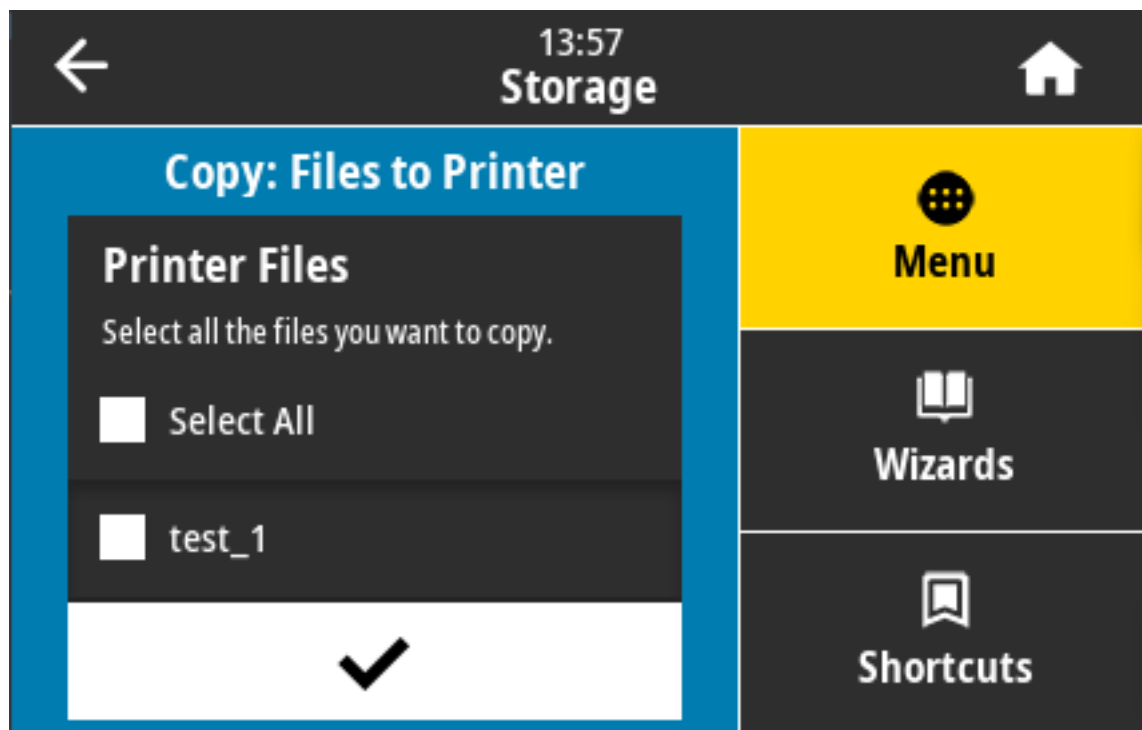 13:57
Storage
Copy: Files to Printer
Printer Files
Select all the files you want to copy.
Select All
test_1
Menu
Wizards
Shortcuts